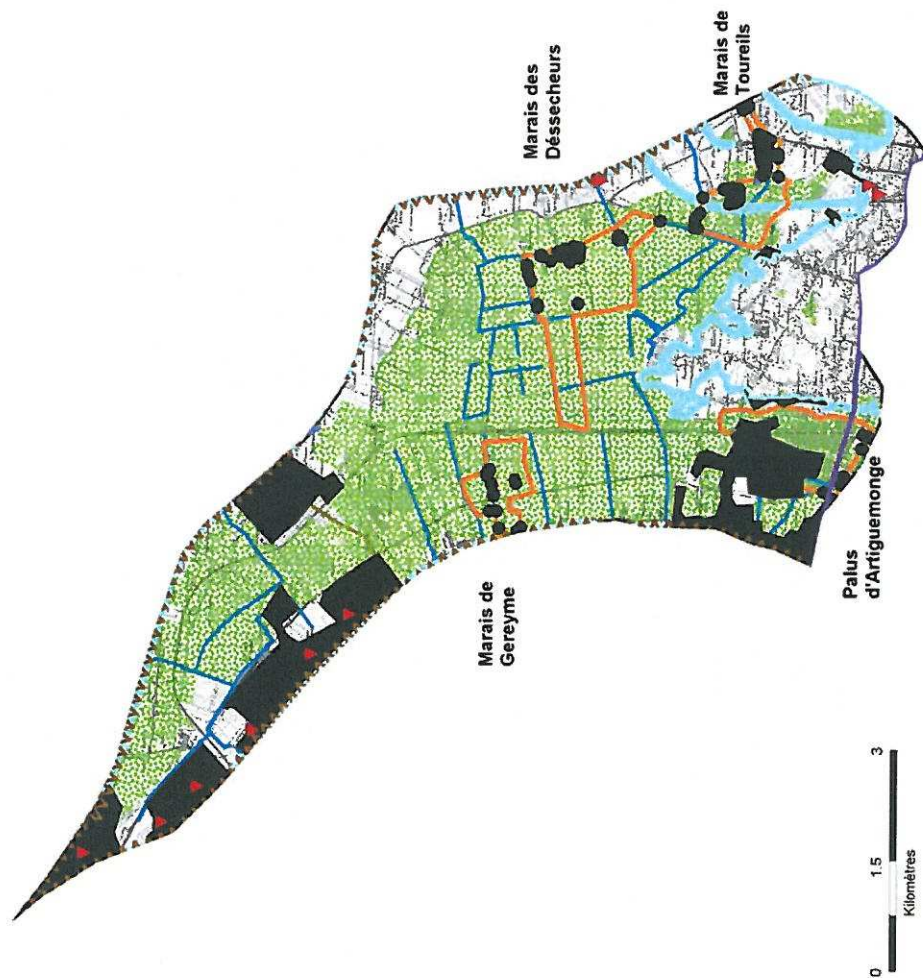 Marais de
Toureils
Marais des
Déssecheurs
Marais de
Gereyme
Palus
d'Artiguemonge
0
1.5
3
Kilomètres